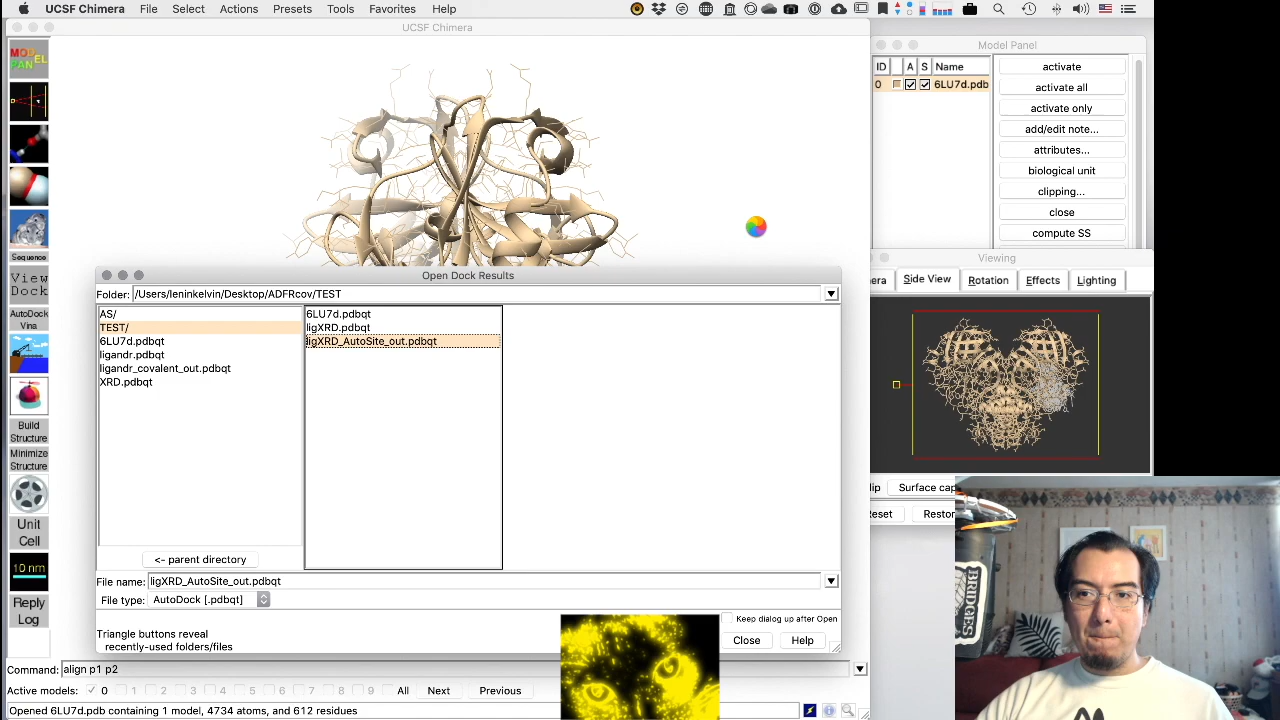 UCSF Chimera File Select Actions Presets Tools Favorites Help
UCSF Chimera
Model Panel
MODEL PANEL
ID A S Name
0 6LU7d.pdb
activate
activate all
activate only
add/edit note...
attributes...
biological unit
clipping...
close
compute SS
Sequence
View Dock
AutoDock
Vina
Build
Structure
Minimize
Structure
Unit
Cell
10 nm
Reply
Log
Viewing
era Side View Rotation Effects Lighting
lip Surface cap
Reset Restor
Open Dock Results
Folder: /Users/leninkelvin/Desktop/ADFRcov/TEST
AS/
TEST/
6LU7d.pdbqt
ligandr.pdbqt
ligandr_covalent_out.pdbqt
XRD.pdbqt
6LU7d.pdbqt
ligXRD.pdbqt
ligXRD_AutoSite_out.pdbqt
<- parent directory
File name: ligXRD_AutoSite_out.pdbqt
File type: AutoDock [.pdbqt]
Triangle buttons reveal
recently-used folders/files
Keep dialog up after Open
Close Help
Command: align p1 p2
Active models: 0 1 2 3 4 5 6 7 8 9 All Next Previous
Opened 6LU7d.pdb containing 1 model, 4734 atoms, and 612 residues
BRIDGES